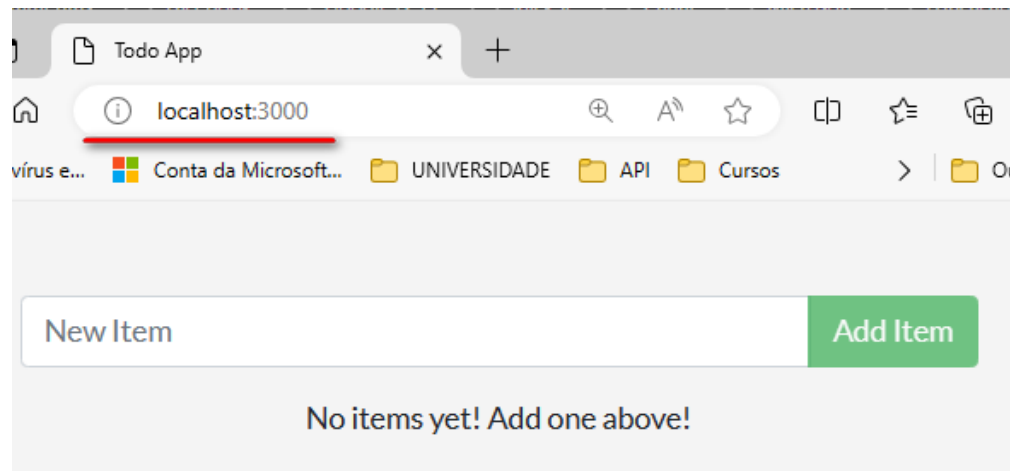 Todo App
localhost:3000
vírus e... Conta da Microsoft... UNIVERSIDADE API Cursos
New Item Add Item
No items yet! Add one above!